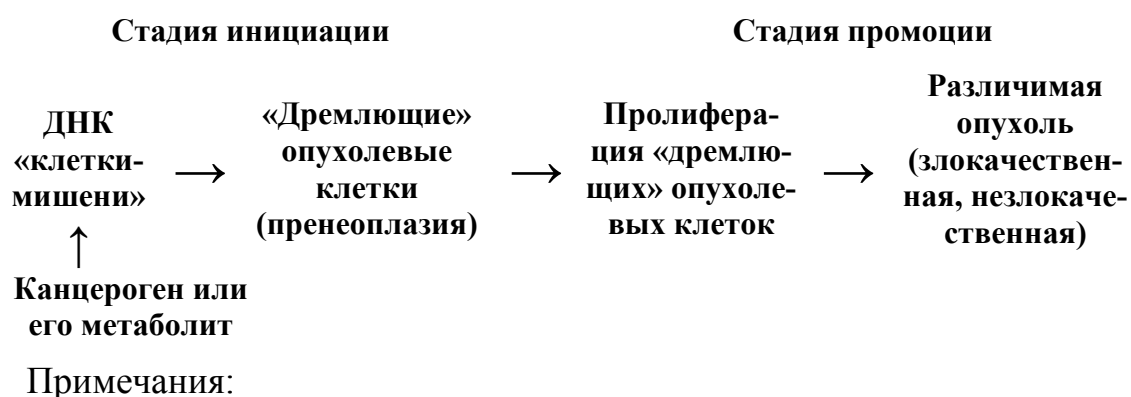 Стадия инициации
Стадия промоции
ДНК
«клетки-
мишени»
«Дремлющие»
опухолевые
клетки
(пренеоплазия)
Пролифера-
ция «дремлю-
щих» опухоле-
вых клеток
Различимая
опухоль
(злокачествен-
ная, незлокаче-
ственная)
Канцероген или
его метаболит
Примечания: